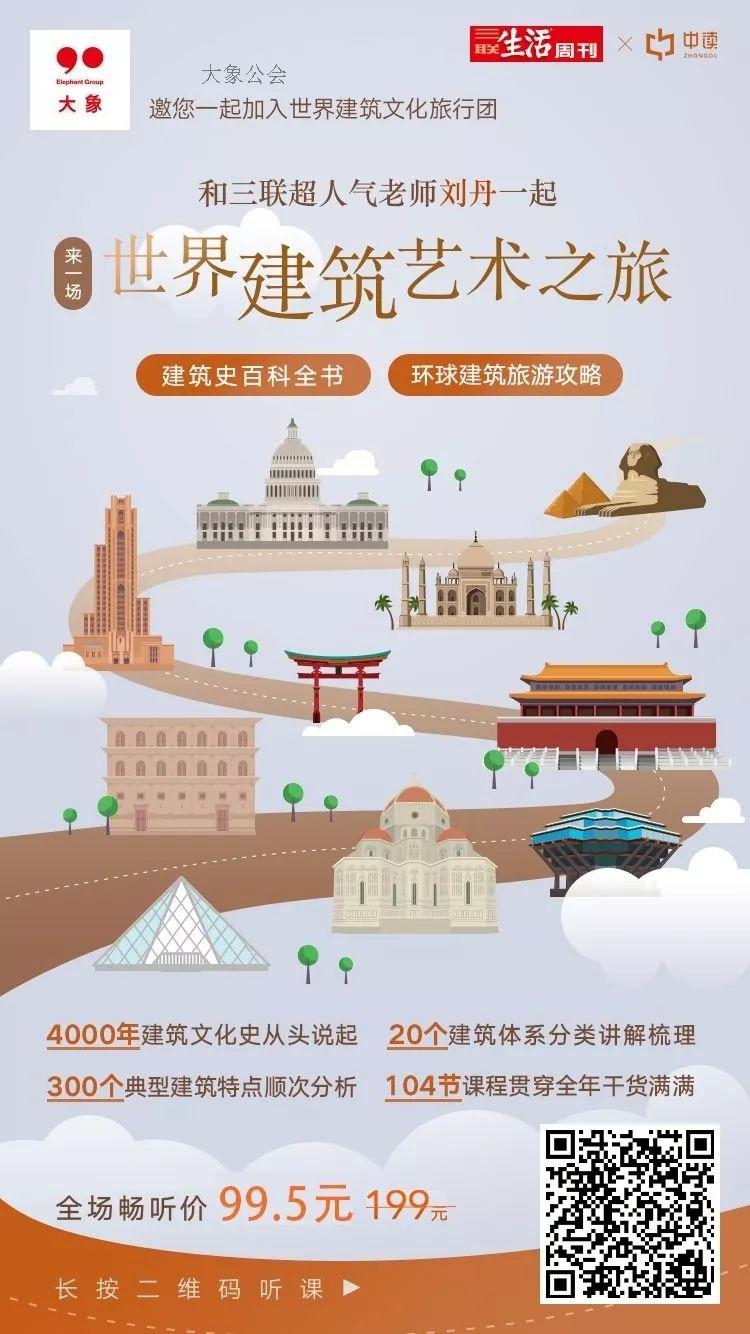 Elephant Group
大象
三联生活周刊 × 中读
ZHONGDU
大象公会
邀您一起加入世界建筑文化旅行团
和三联超人气老师刘丹一起
来一场
世界建筑艺术之旅
建筑史百科全书 环球建筑旅游攻略
4000年建筑文化史从头说起 20个建筑体系分类讲解梳理
300个典型建筑特点顺次分析 104节课程贯穿全年干货满满
全场畅听价 99.5元 199元
长按二维码听课